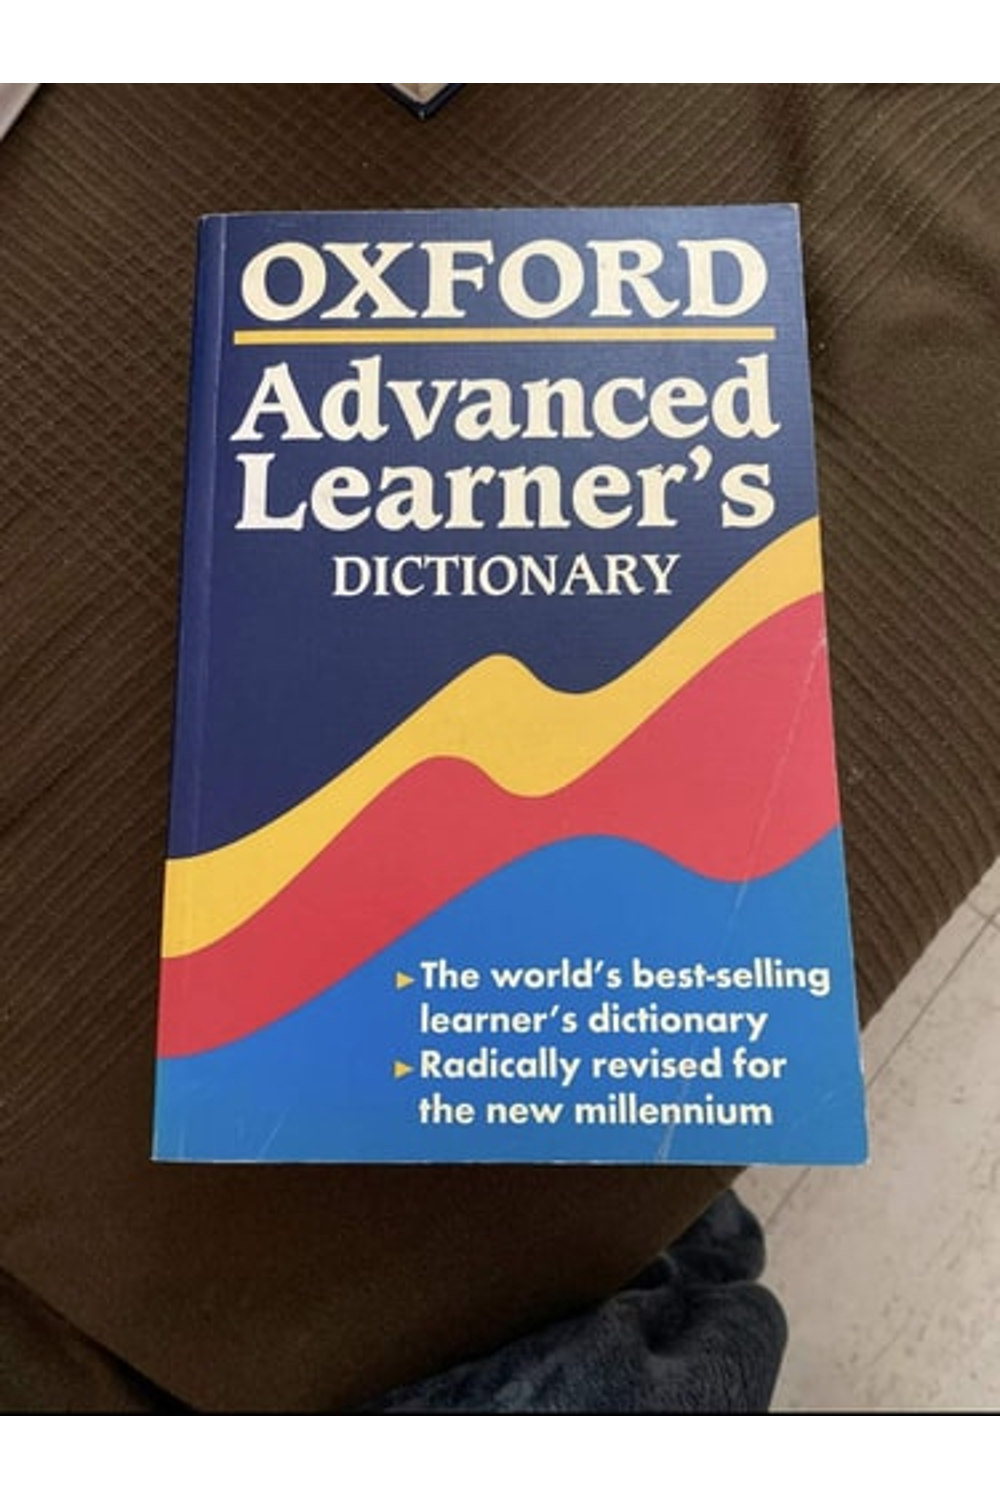 OXFORD
Advanced
Learner's
DICTIONARY
▸ The world's best-selling
learner's dictionary
▸ Radically revised for
the new millennium